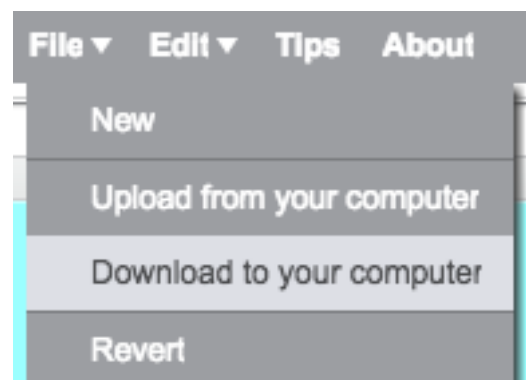 File ▾ Edit ▾ Tips About
New
Upload from your computer
Download to your computer
Revert